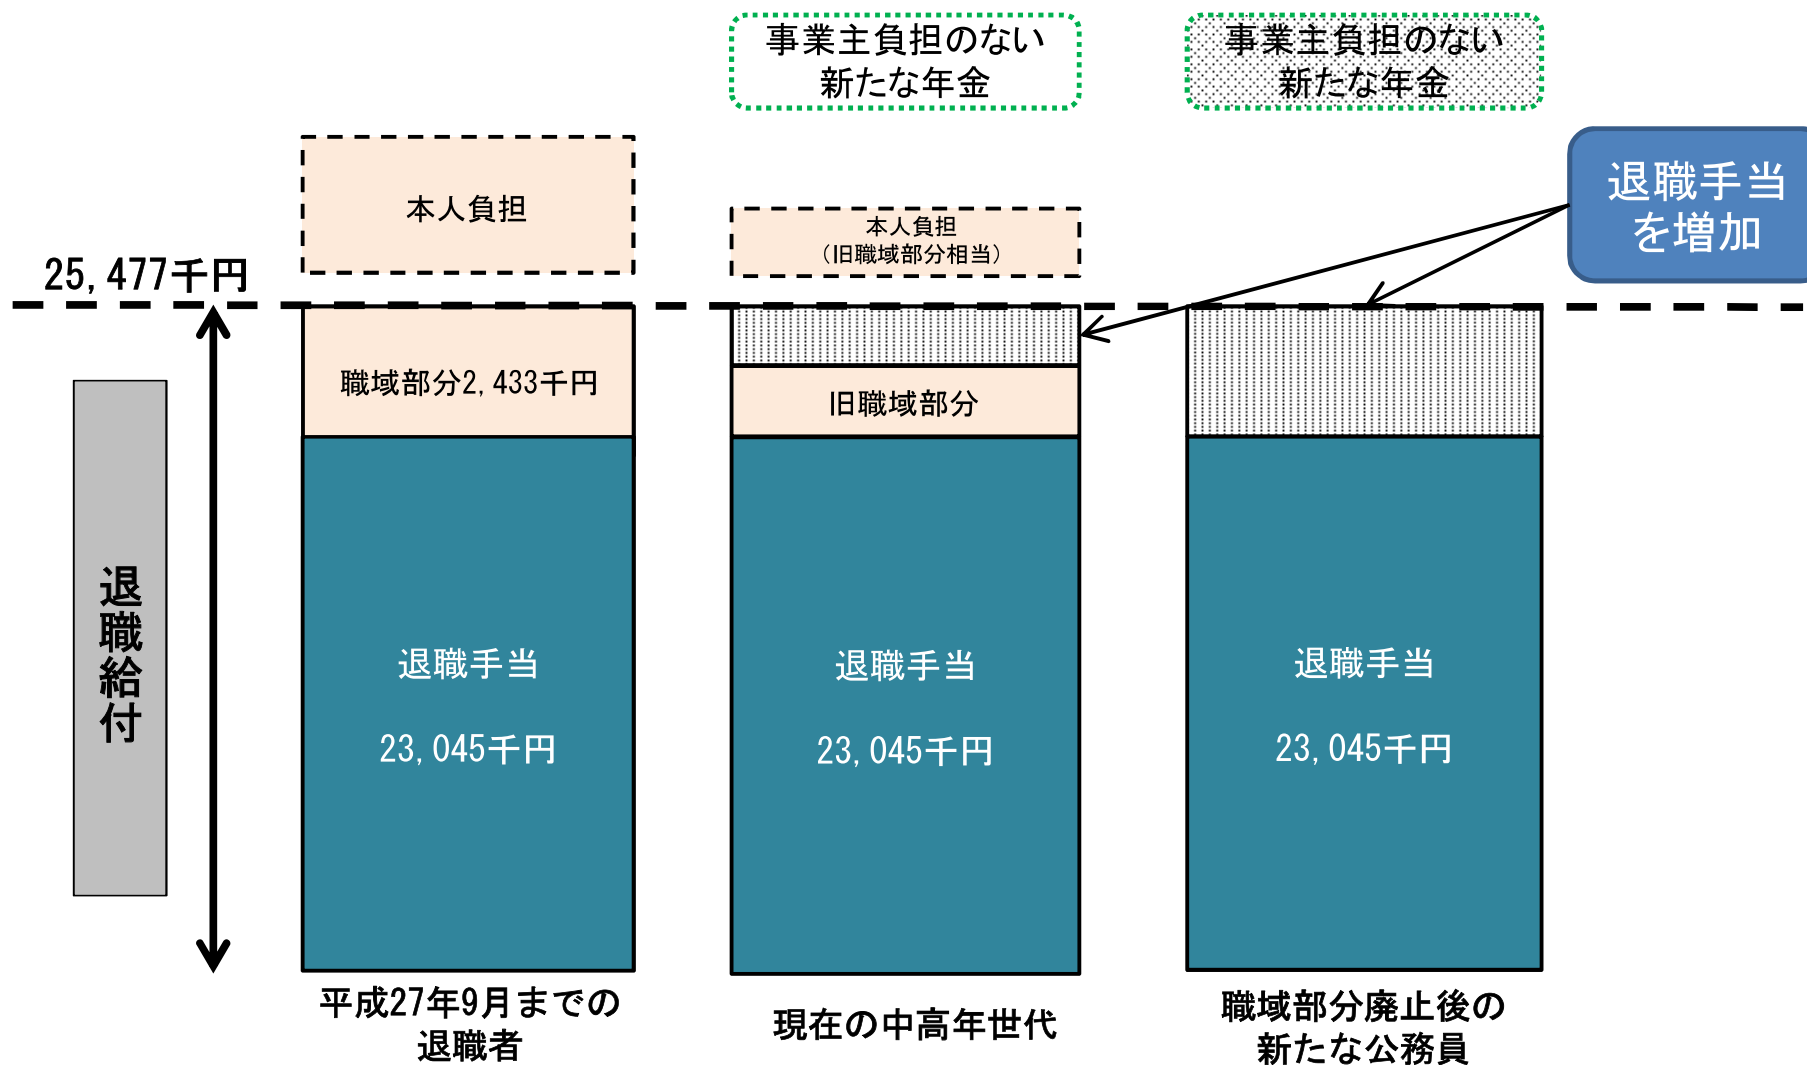 事業主負担のない
新たな年金
事業主負担のない
新たな年金
退職手当
を増加
本人負担
本人負担
（旧職域部分相当）
25,477千円
職域部分2,433千円
旧職域部分
退職給付
退職手当
23,045千円
退職手当
23,045千円
退職手当
23,045千円
平成27年9月までの
退職者
現在の中高年世代
職域部分廃止後の
新たな公務員